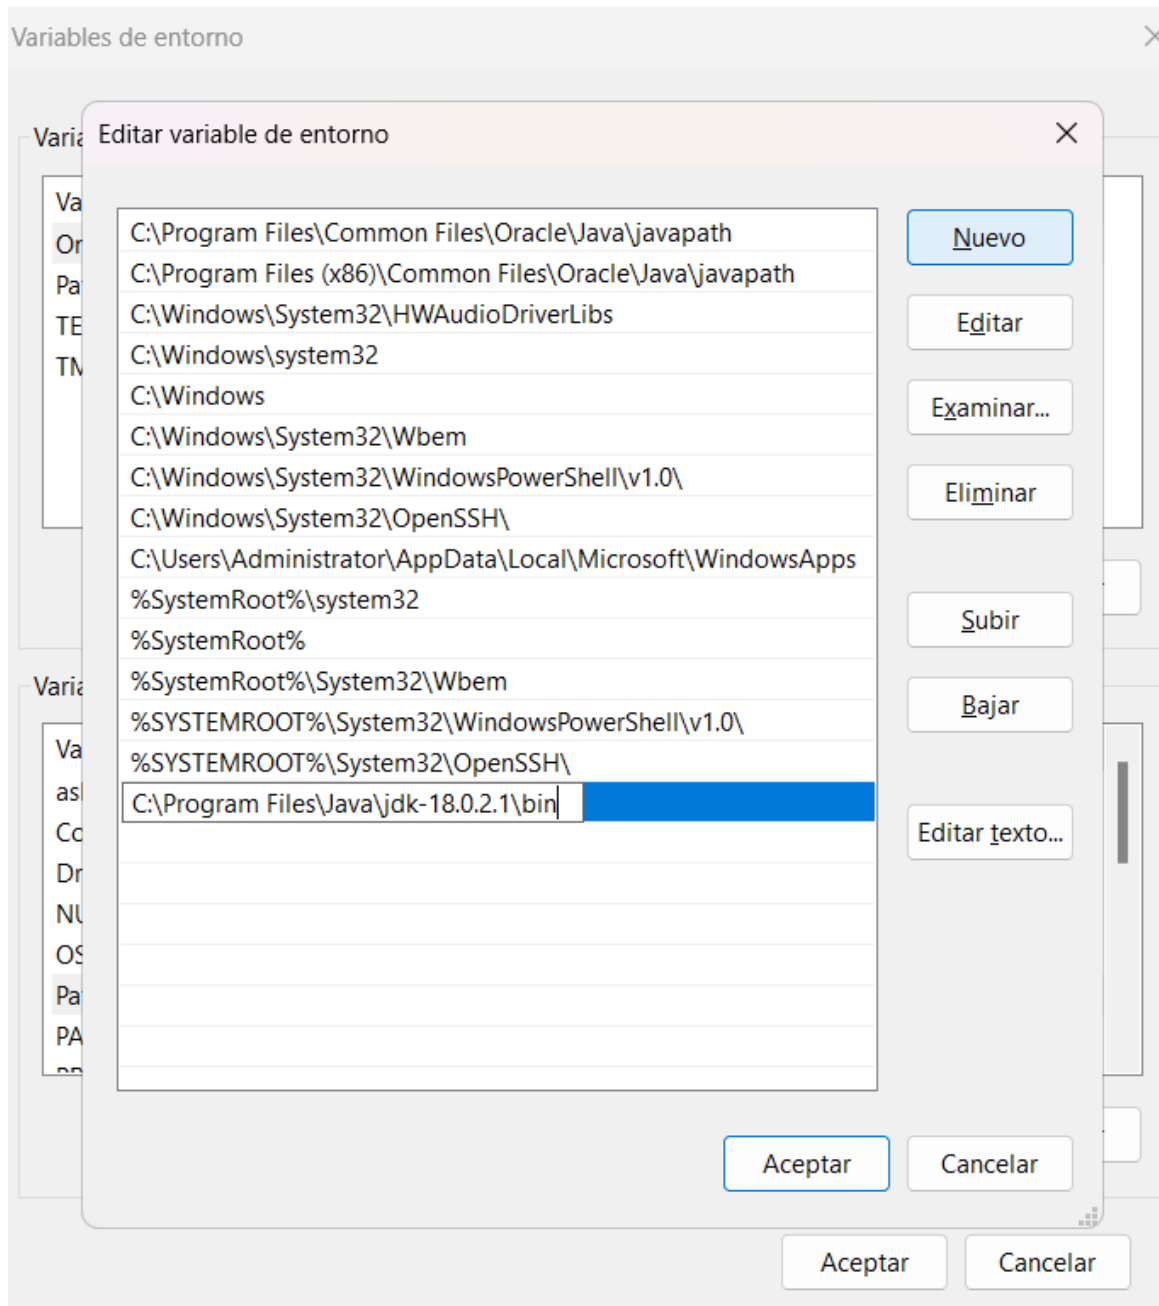 Variables de entorno
Editar variable de entorno
C:\Program Files\Common Files\Oracle\Java\javapath
C:\Program Files (x86)\Common Files\Oracle\Java\javapath
C:\Windows\System32\HWAudioDriverLibs
C:\Windows\system32
C:\Windows
C:\Windows\System32\Wbem
C:\Windows\System32\WindowsPowerShell\v1.0\
C:\Windows\System32\OpenSSH\
C:\Users\Administrator\AppData\Local\Microsoft\WindowsApps
%SystemRoot%\system32
%SystemRoot%
%SystemRoot%\System32\Wbem
%SYSTEMROOT%\System32\WindowsPowerShell\v1.0\
%SYSTEMROOT%\System32\OpenSSH\
C:\Program Files\Java\jdk-18.0.2.1\bin
Nuevo
Editar
Examinar...
Eliminar
Subir
Bajar
Editar texto...
Aceptar
Cancelar
Aceptar
Cancelar